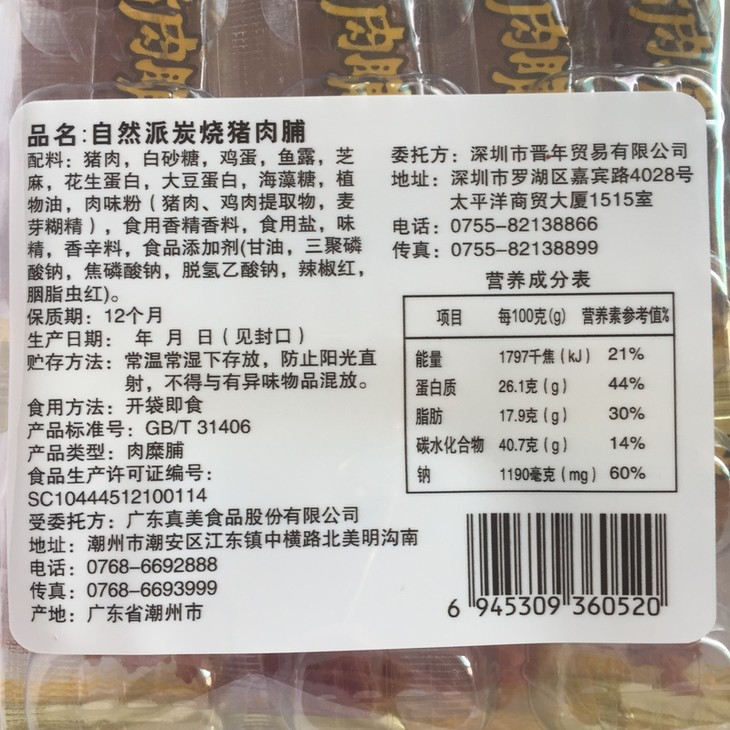 肉脯
肉脯
肉脯
肉
品名:自然派炭烧猪肉脯
配料：猪肉，白砂糖，鸡蛋，鱼露，芝
麻，花生蛋白，大豆蛋白，海藻糖，植
物油，肉味粉（猪肉、鸡肉提取物，麦
芽糊精），食用香精香料，食用盐，味
精，香辛料，食品添加剂(甘油，三聚磷
酸钠，焦磷酸钠，脱氢乙酸钠，辣椒红，
胭脂虫红)。
保质期：12个月
生产日期： 年 月 日（见封口）
贮存方法：常温常湿下存放，防止阳光直
射，不得与有异味物品混放。
食用方法：开袋即食
产品标准号：GB/T 31406
产品类型：肉糜脯
食品生产许可证编号：
SC10444512100114
受委托方：广东真美食品股份有限公司
地址：潮州市潮安区江东镇中横路北美明沟南
电话：0768-6692888
传真：0768-6693999
产地：广东省潮州市
委托方：深圳市晋年贸易有限公司
地址：深圳市罗湖区嘉宾路4028号
太平洋商贸大厦1515室
电话：0755-82138866
传真：0755-82138899
营养成分表
项目 每100克(g) 营养素参考值%
能量 1797千焦(kJ) 21%
蛋白质 26.1克(g) 44%
脂肪 17.9克(g) 30%
碳水化合物 40.7克(g) 14%
钠 1190毫克(mg) 60%
6 945309 360520